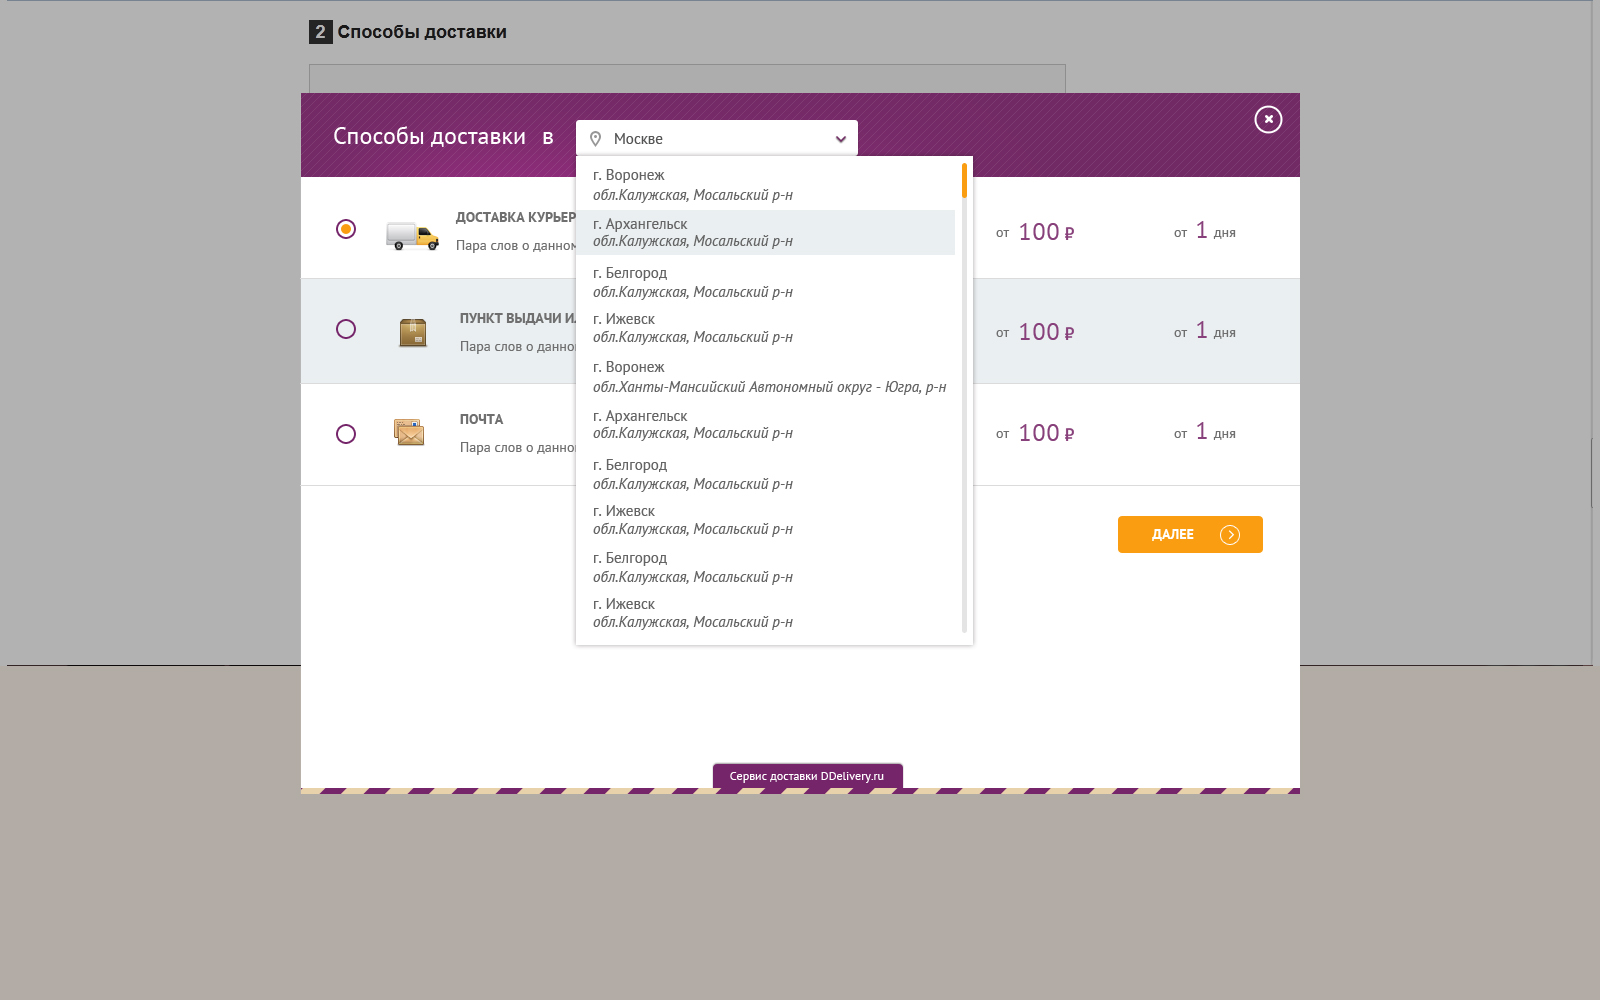 2 Способы доставки
Способы доставки в
Москве
г. Воронеж
обл.Калужская, Мосальский р-н
г. Архангельск
обл.Калужская, Мосальский р-н
г. Белгород
обл.Калужская, Мосальский р-н
г. Ижевск
обл.Калужская, Мосальский р-н
г. Воронеж
обл.Ханты-Мансийский Автономный округ - Югра, р-н
г. Архангельск
обл.Калужская, Мосальский р-н
г. Белгород
обл.Калужская, Мосальский р-н
г. Ижевск
обл.Калужская, Мосальский р-н
г. Белгород
обл.Калужская, Мосальский р-н
г. Ижевск
обл.Калужская, Мосальский р-н
ДОСТАВКА КУРЬЕР
Пара слов о данном
от 100 ₽
от 1 дня
ПУНКТ ВЫДАЧИ
Пара слов о данно
от 100 ₽
от 1 дня
ПОЧТА
Пара слов о данно
от 100 ₽
от 1 дня
ДАЛЕЕ
Сервис доставки DDelivery.ru